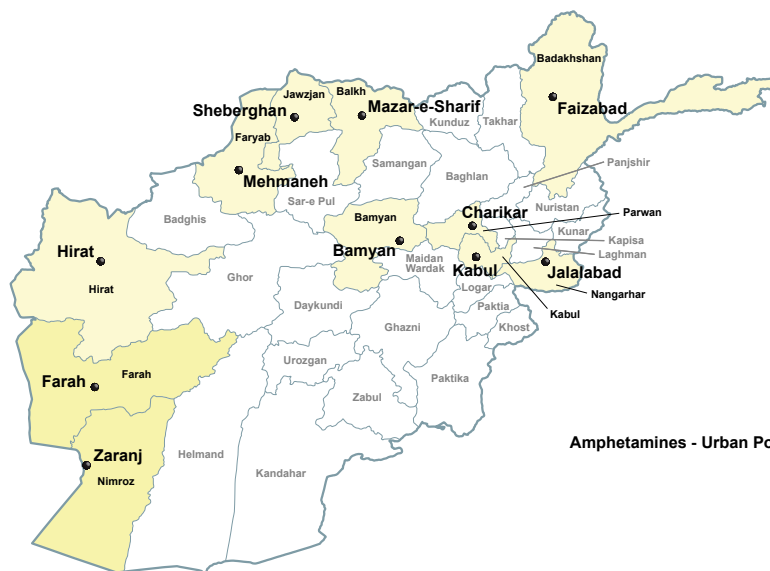 Badakhshan
Jawzjan
Balkh
Sheberghan
Mazar-e-Sharif
Faizabad
Kunduz
Takhar
Faryab
Samangan
Baghlan
Panjshir
Mehmaneh
Sar-e Pul
Nuristan
Badghis
Bamyan
Charikar
Parwan
Kunar
Kapisa
Hirat
Bamyan
Maidan
Wardak
Kabul
Laghman
Jalalabad
Ghor
Hirat
Logar
Nangarhar
Daykundi
Paktia
Kabul
Ghazni
Khost
Urozgan
Farah
Farah
Paktika
Zabul
Amphetamines - Urban Po
Zaranj
Helmand
Kandahar
Nimroz